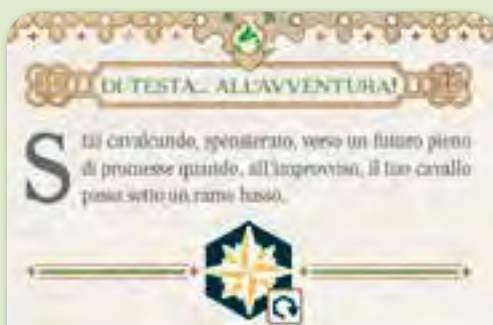 DI TESTA... ALL'AVVENTURA!
Stai cavalcando, spensierato, verso un futuro pieno
di promesse quando, all'improvviso, il tuo cavallo
passa sotto un ramo basso.